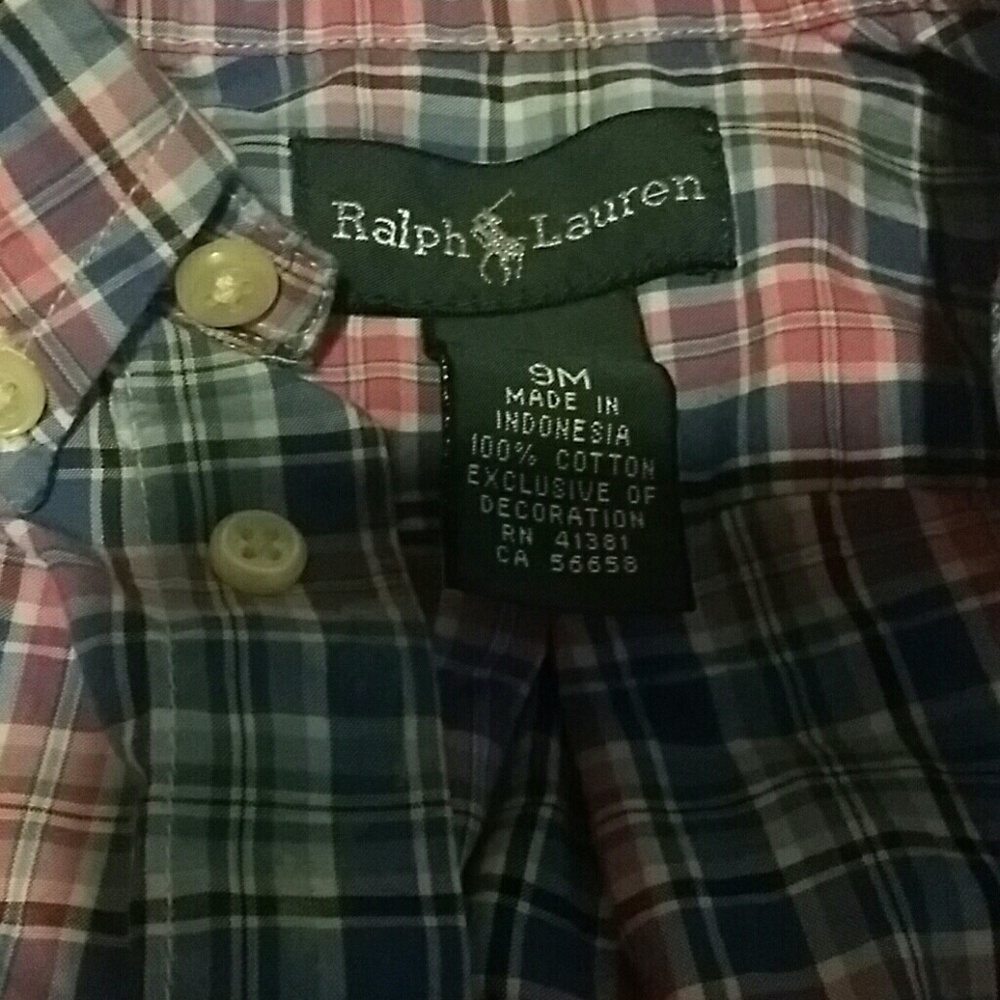 Ralph Lauren
9M
MADE IN
INDONESIA
100% COTTON
EXCLUSIVE OF
DECORATION
RN 41381
CA 56658